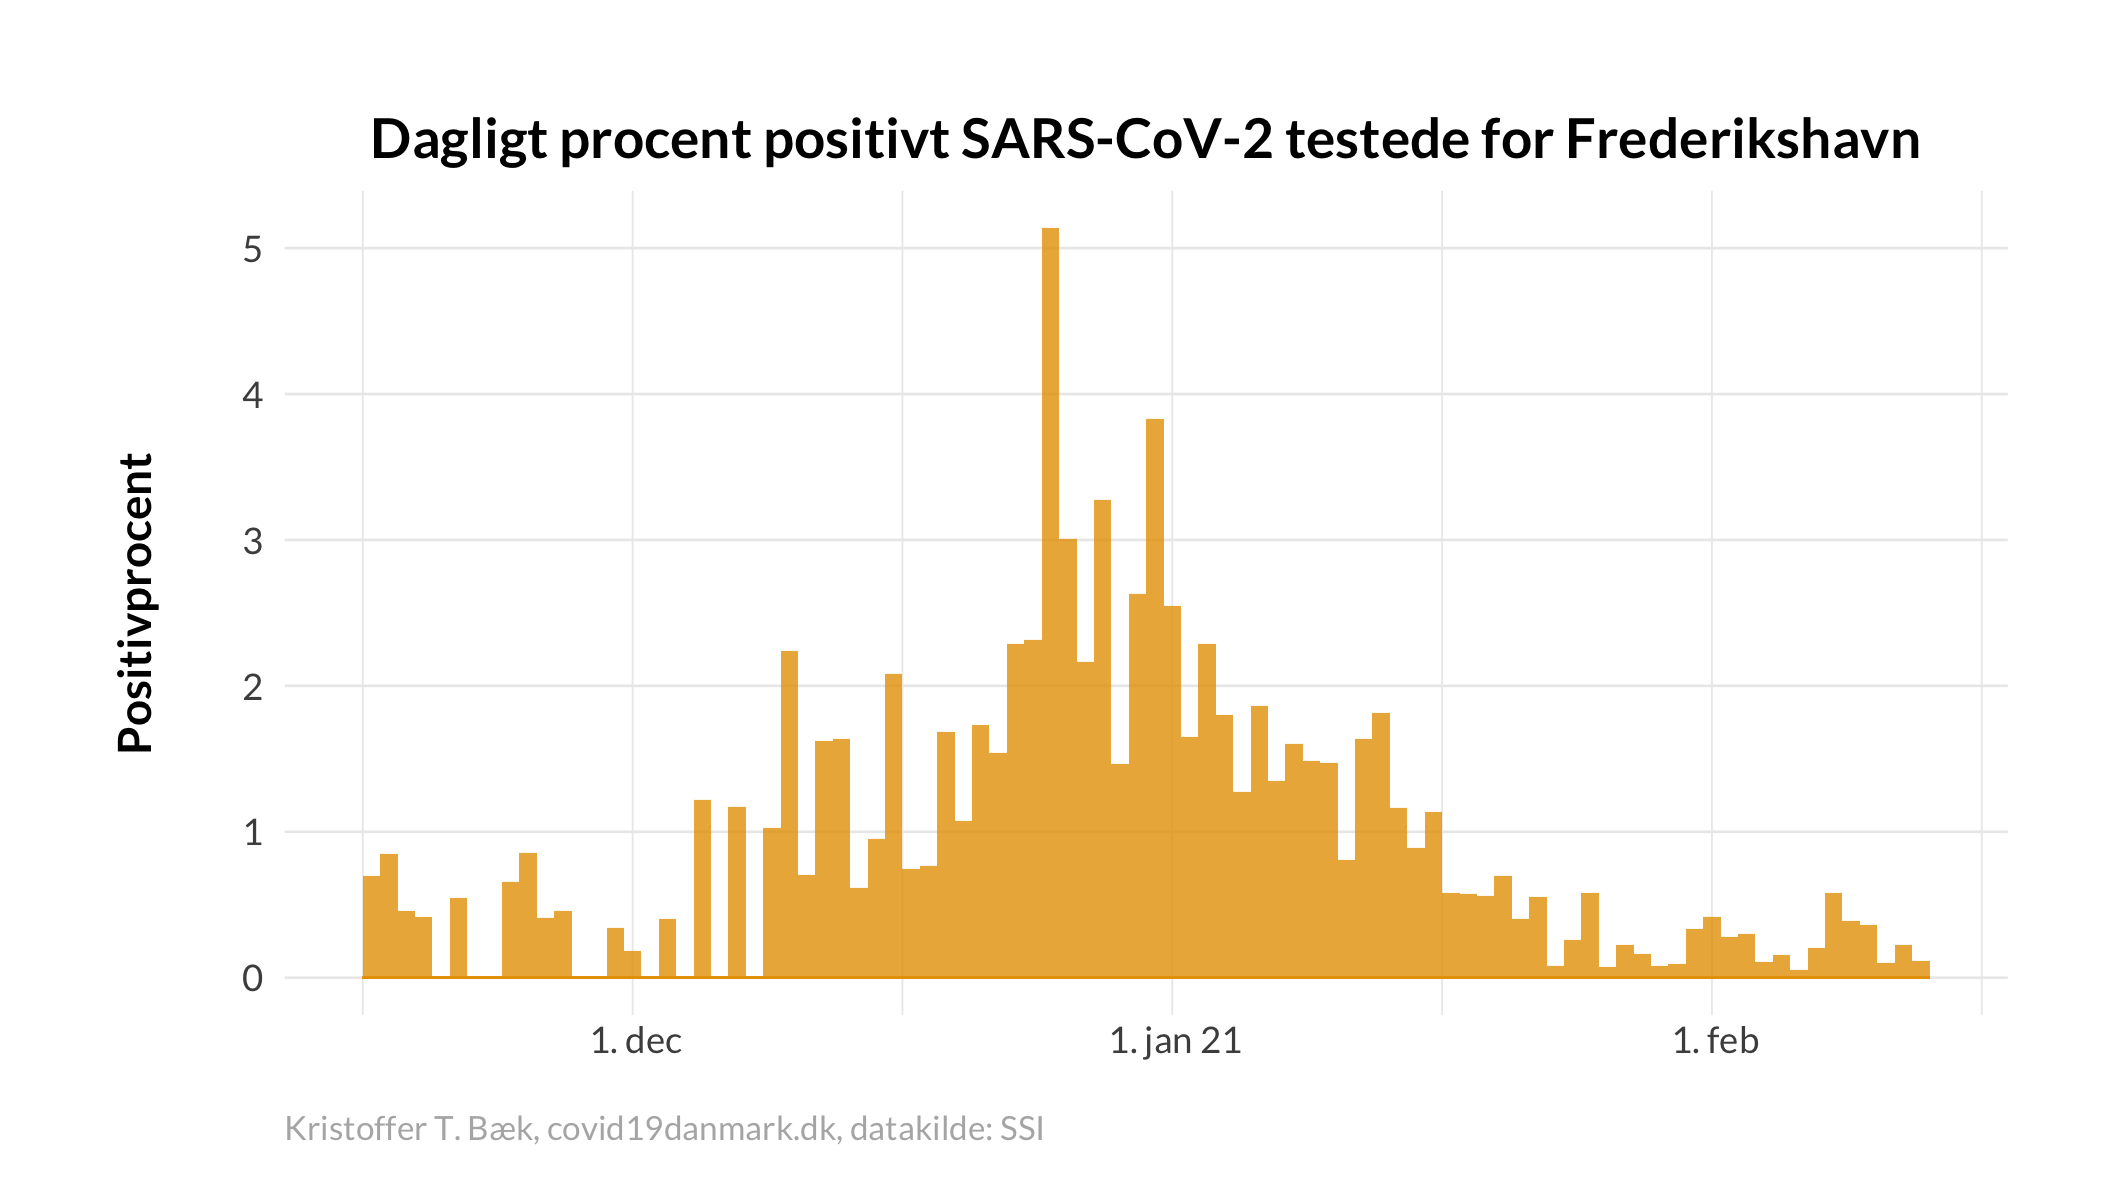 Dagligt procent positivt SARS-CoV-2 testede for Frederikshavn
Positivprocent
5
4
3
2
1
0
1. dec
1. jan 21
1. feb
Kristoffer T. Bæk, covid19danmark.dk, datakilde: SSI